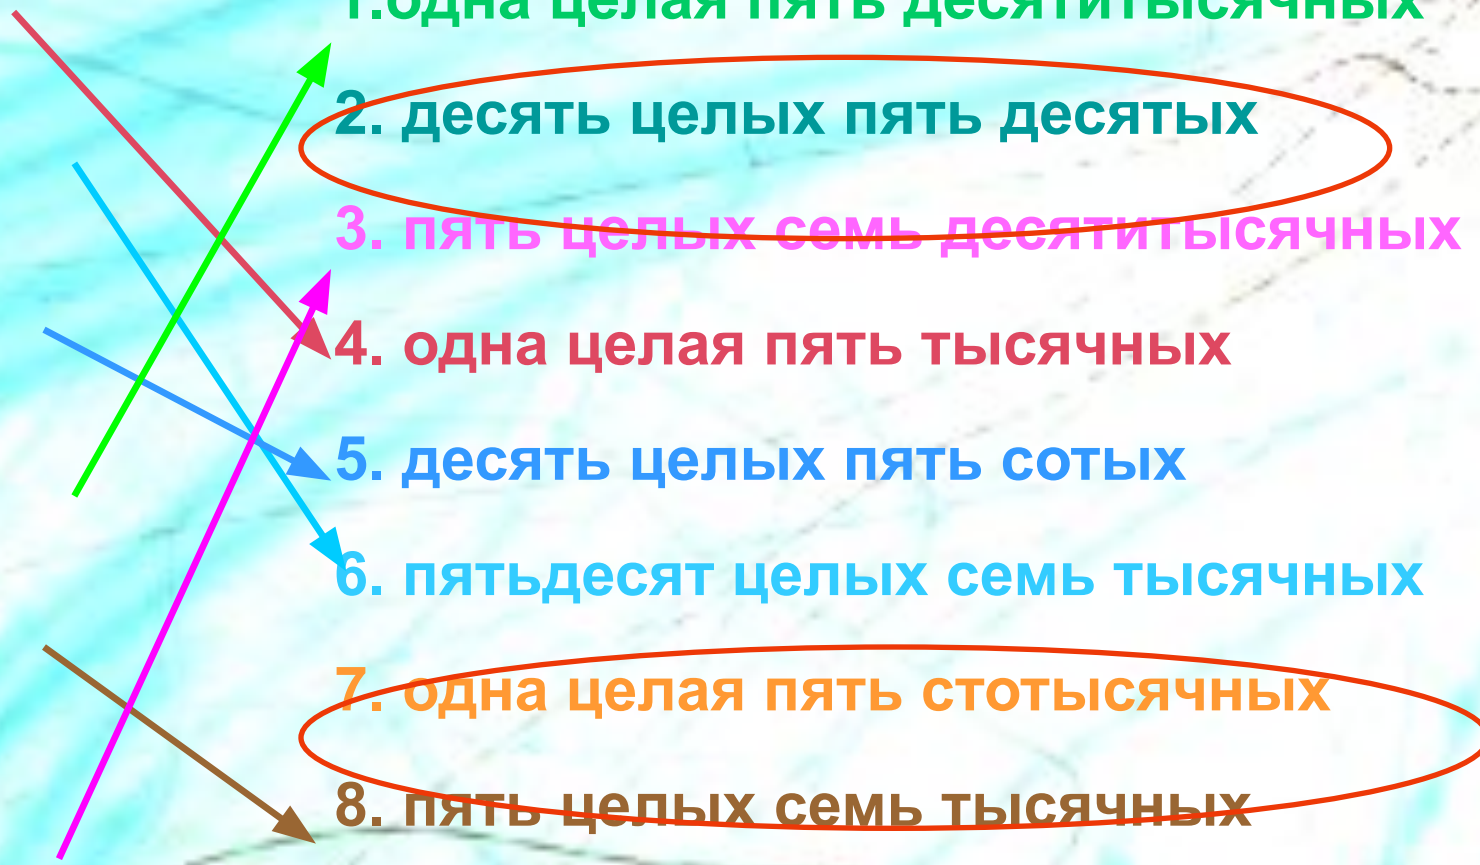 1.одна целая пять десятитысячных
2. десять целых пять десятых
3. пять целых семь десятитысячных
4. одна целая пять тысячных
5. десять целых пять сотых
6. пятьдесят целых семь тысячных
7. одна целая пять стотысячных
8. пять целых семь тысячных